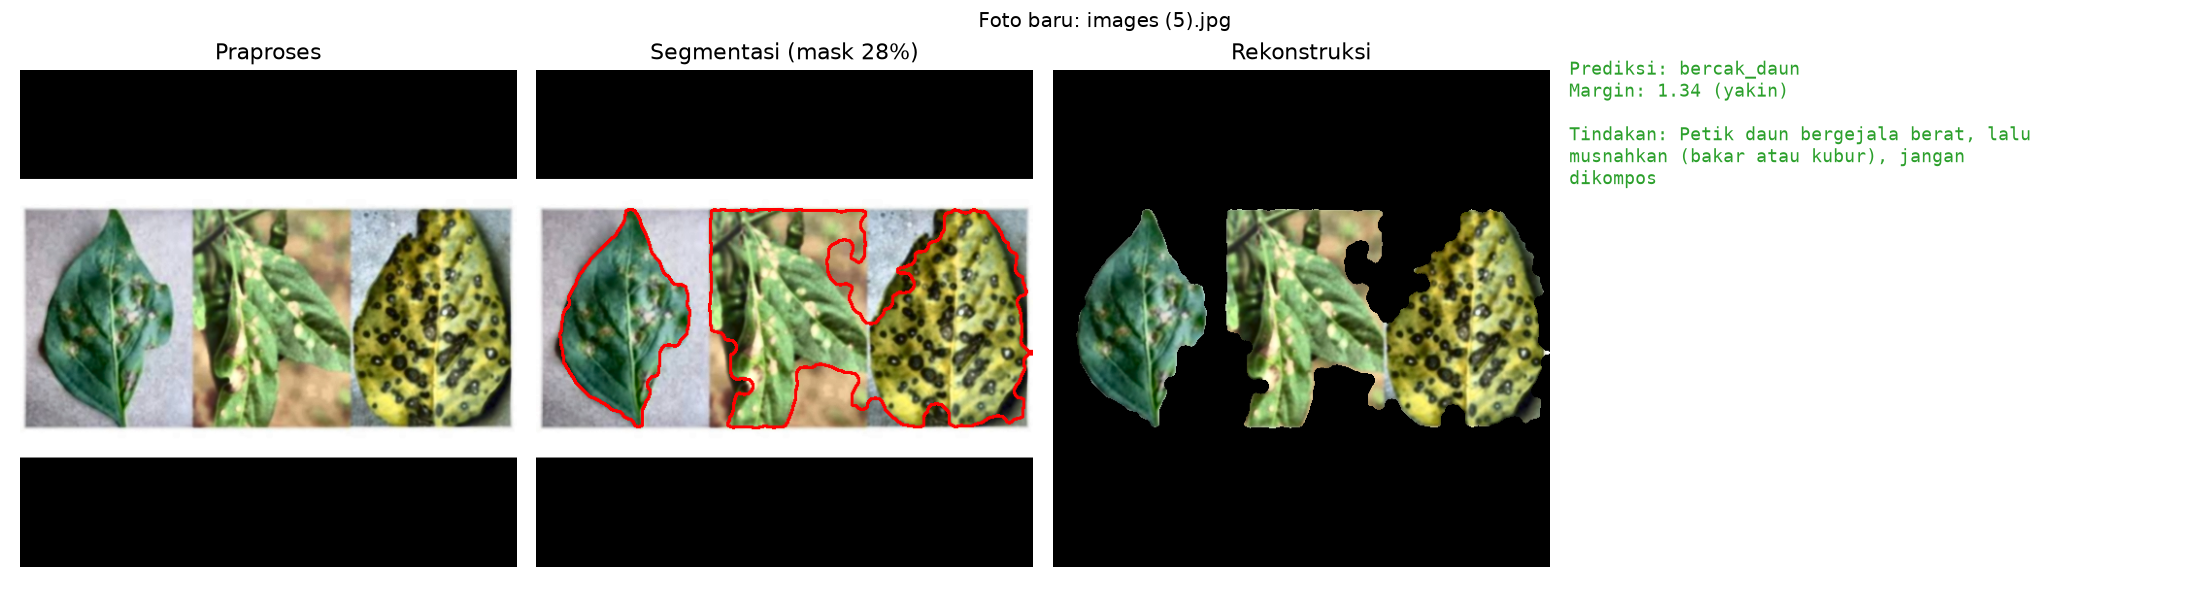 Foto baru: images (5).jpg
Praproses
Segmentasi (mask 28%)
Rekonstruksi
Prediksi: bercak_daun
Margin: 1.34 (yakin)
Tindakan: Petik daun bergejala berat, lalu
musnahkan (bakar atau kubur), jangan
dikompos